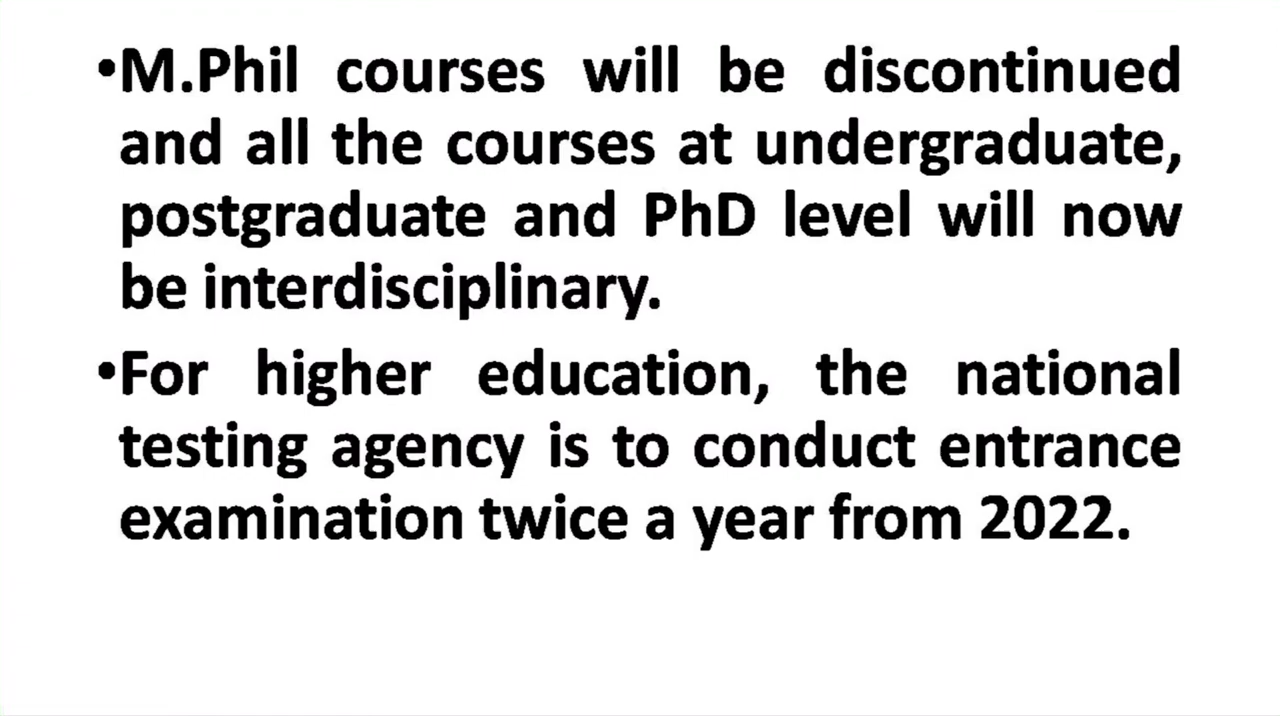 •M.Phil courses will be discontinued
and all the courses at undergraduate,
postgraduate and PhD level will now
be interdisciplinary.
•For higher education, the national
testing agency is to conduct entrance
examination twice a year from 2022.